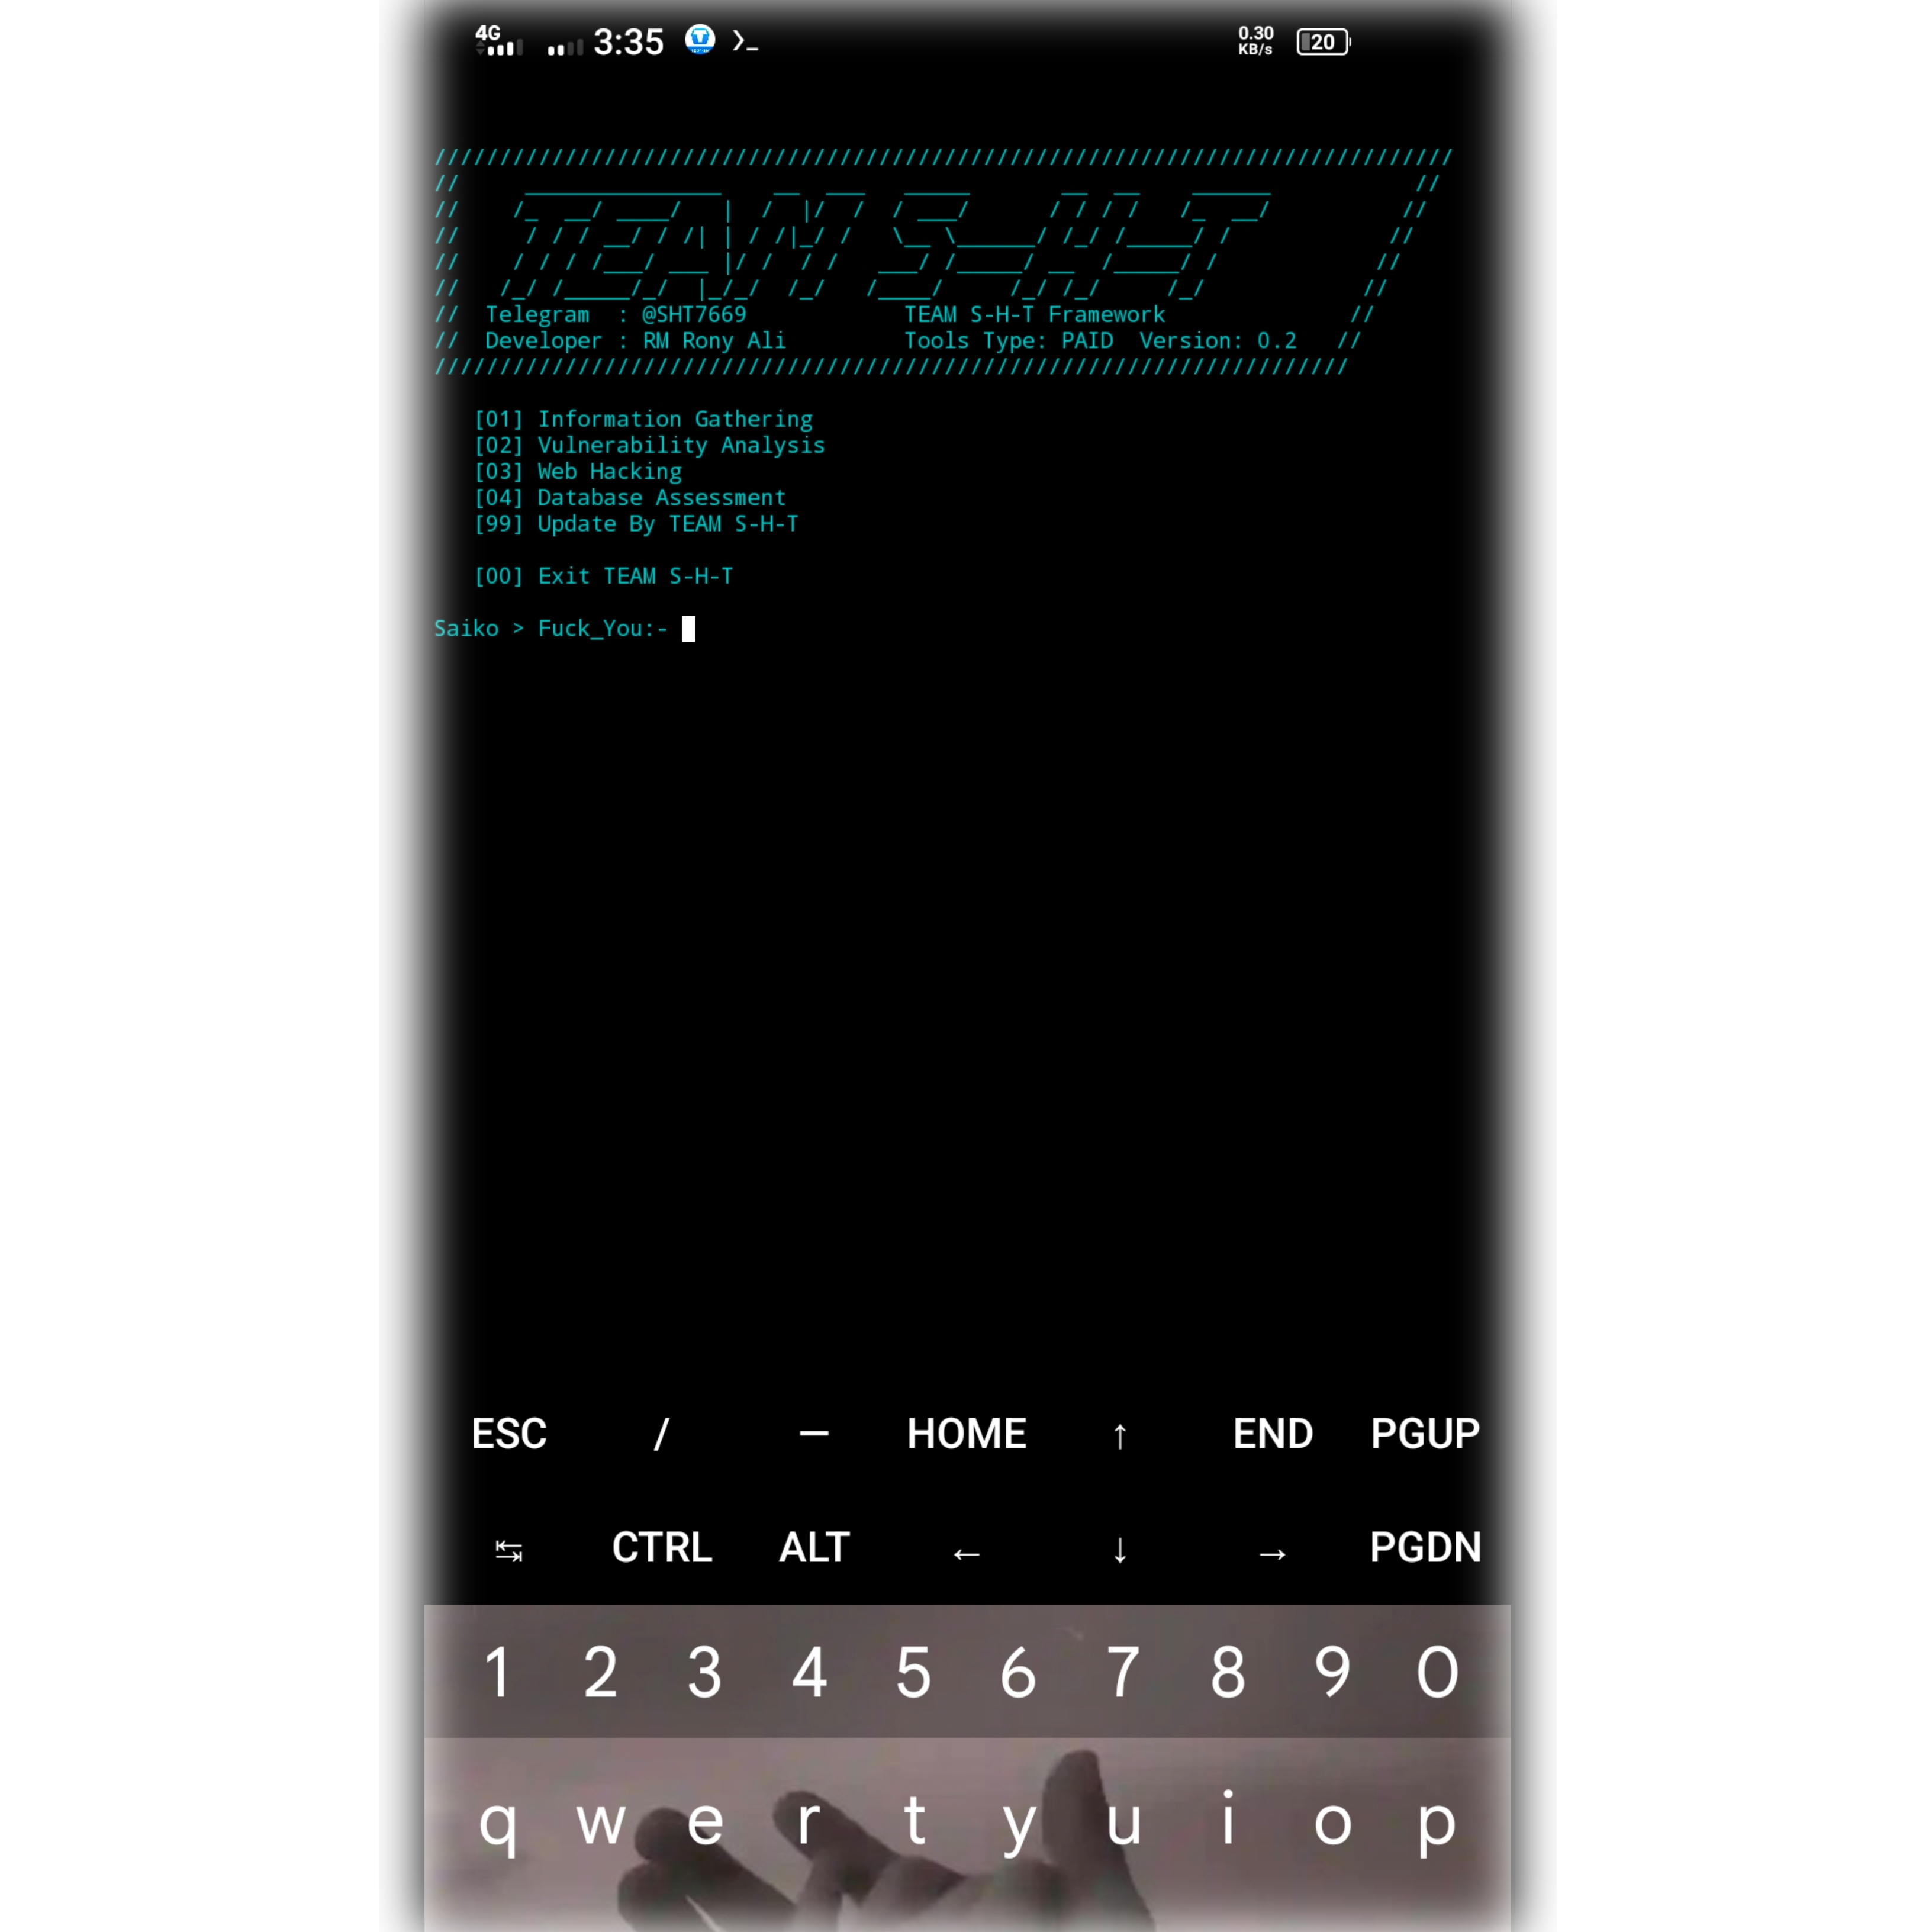 4G 3:35 0.30 KB/s 20
Telegram : @SHT7669 TEAM S-H-T Framework
Developer : RM Rony Ali Tools Type: PAID Version: 0.2
[01] Information Gathering
[02] Vulnerability Analysis
[03] Web Hacking
[04] Database Assessment
[99] Update By TEAM S-H-T
[00] Exit TEAM S-H-T
Saiko > Fuck_You:-
ESC / — HOME ↑ END PGUP
↹ CTRL ALT ← ↓ → PGDN
1 2 3 4 5 6 7 8 9 0
q w e r t y u i o p